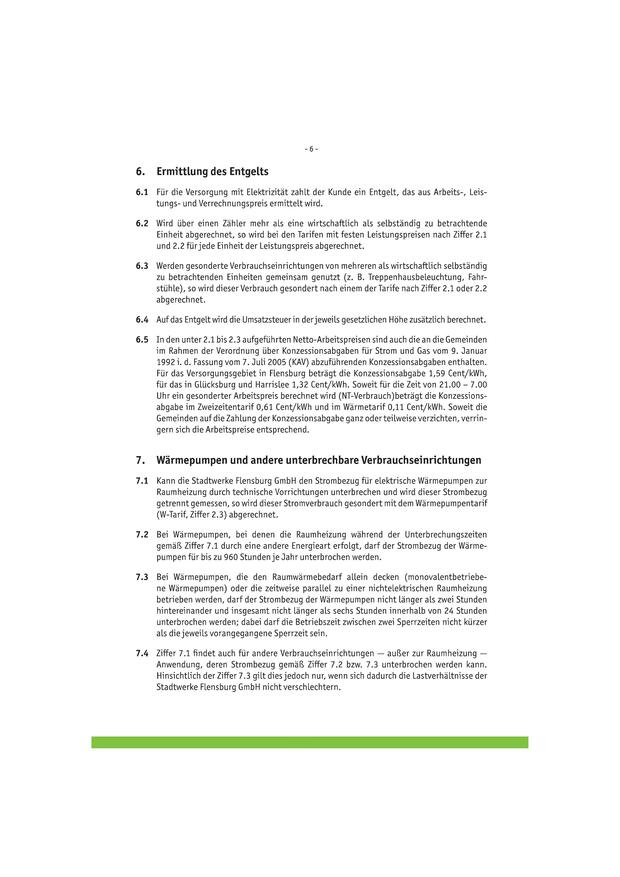 - 6 -
6. Ermittlung des Entgelts
6.1 Für die Versorgung mit Elektrizität zahlt der Kunde ein Entgelt, das aus Arbeits-, Leis-
tungs- und Verrechnungspreis ermittelt wird.
6.2 Wird über einen Zähler mehr als eine wirtschaftlich als selbständig zu betrachtende
Einheit abgerechnet, so wird bei den Tarifen mit festen Leistungspreisen nach Ziffer 2.1
und 2.2 für jede Einheit der Leistungspreis abgerechnet.
6.3 Werden gesonderte Verbrauchseinrichtungen von mehreren als wirtschaftlich selbständig
zu betrachtenden Einheiten gemeinsam genutzt (z. B. Treppenhausbeleuchtung, Fahr-
stühle), so wird dieser Verbrauch gesondert nach einem der Tarife nach Ziffer 2.1 oder 2.2
abgerechnet.
6.4 Auf das Entgelt wird die Umsatzsteuer in der jeweils gesetzlichen Höhe zusätzlich berechnet.
6.5 In den unter 2.1 bis 2.3 aufgeführten Netto-Arbeitspreisen sind auch die an die Gemeinden
im Rahmen der Verordnung über Konzessionsabgaben für Strom und Gas vom 9. Januar
1992 i. d. Fassung vom 7. Juli 2005 (KAV) abzuführenden Konzessionsabgaben enthalten.
Für das Versorgungsgebiet in Flensburg beträgt die Konzessionsabgabe 1,59 Cent/kWh,
für das in Glücksburg und Harrislee 1,32 Cent/kWh. Soweit für die Zeit von 21.00 – 7.00
Uhr ein gesonderter Arbeitspreis berechnet wird (NT-Verbrauch)beträgt die Konzessions-
abgabe im Zweizeitentarif 0,61 Cent/kWh und im Wärmetarif 0,11 Cent/kWh. Soweit die
Gemeinden auf die Zahlung der Konzessionsabgabe ganz oder teilweise verzichten, verrin-
gern sich die Arbeitspreise entsprechend.
7. Wärmepumpen und andere unterbrechbare Verbrauchseinrichtungen
7.1 Kann die Stadtwerke Flensburg GmbH den Strombezug für elektrische Wärmepumpen zur
Raumheizung durch technische Vorrichtungen unterbrechen und wird dieser Strombezug
getrennt gemessen, so wird dieser Stromverbrauch gesondert mit dem Wärmepumpentarif
(W-Tarif, Ziffer 2.3) abgerechnet.
7.2 Bei Wärmepumpen, bei denen die Raumheizung während der Unterbrechungszeiten
gemäß Ziffer 7.1 durch eine andere Energieart erfolgt, darf der Strombezug der Wärme-
pumpen für bis zu 960 Stunden je Jahr unterbrochen werden.
7.3 Bei Wärmepumpen, die den Raumwärmebedarf allein decken (monovalentbetriebe-
ne Wärmepumpen) oder die zeitweise parallel zu einer nichtelektrischen Raumheizung
betrieben werden, darf der Strombezug der Wärmepumpen nicht länger als zwei Stunden
hintereinander und insgesamt nicht länger als sechs Stunden innerhalb von 24 Stunden
unterbrochen werden; dabei darf die Betriebszeit zwischen zwei Sperrzeiten nicht kürzer
als die jeweils vorangegangene Sperrzeit sein.
7.4 Ziffer 7.1 findet auch für andere Verbrauchseinrichtungen — außer zur Raumheizung —
Anwendung, deren Strombezug gemäß Ziffer 7.2 bzw. 7.3 unterbrochen werden kann.
Hinsichtlich der Ziffer 7.3 gilt dies jedoch nur, wenn sich dadurch die Lastverhältnisse der
Stadtwerke Flensburg GmbH nicht verschlechtern.